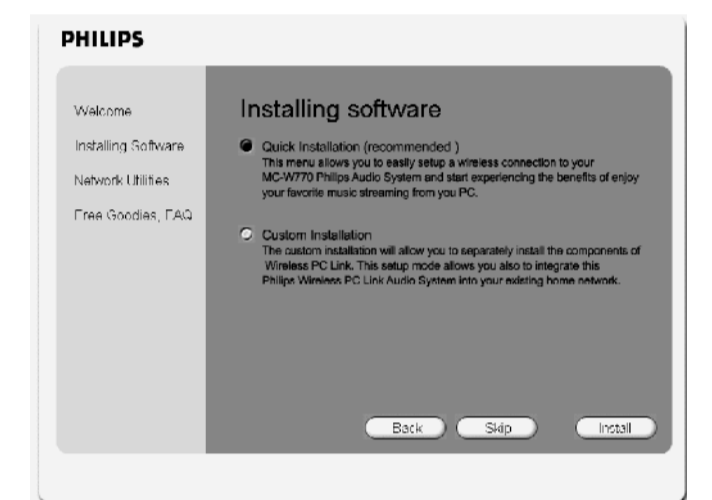 PHILIPS
Welcome
Installing Software
Network Utilities
Free Goodies, FAQ
Installing software
Quick Installation (recommended )
This menu allows you to easily setup a wireless connection to your
MC-W770 Philips Audio System and start experiencing the benefits of enjoy
your favorite music streaming from you PC.
Custom Installation
The custom installation will allow you to separately install the components of
Wireless PC Link. This setup mode allows you also to integrate this
Philips Wireless PC Link Audio System into your existing home network.
Back
Skip
Install